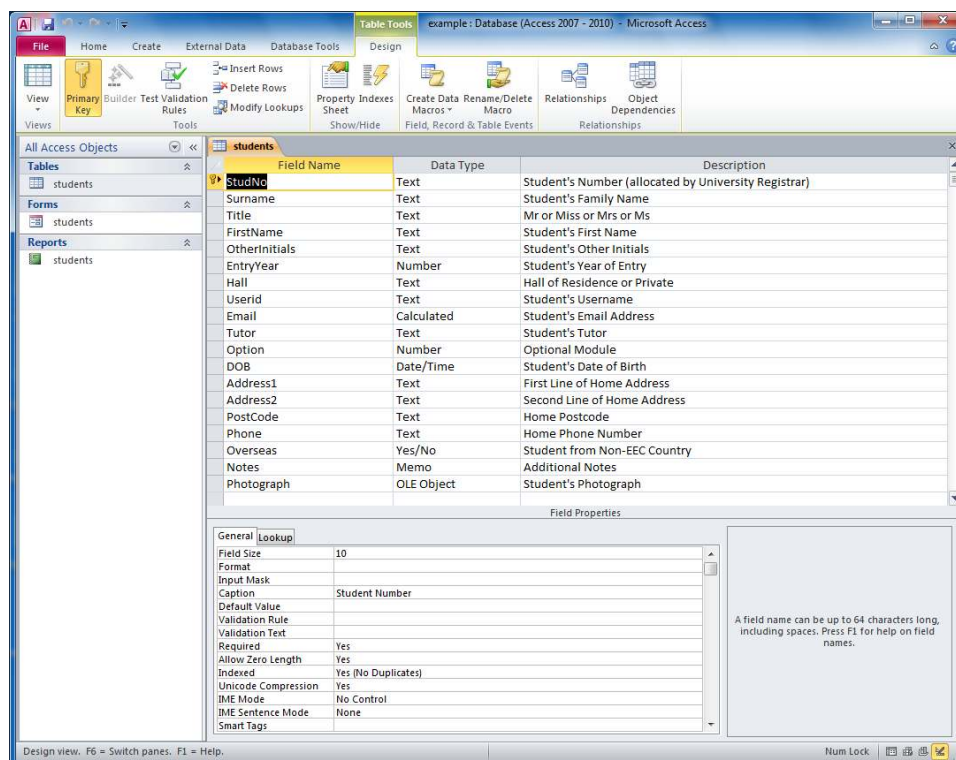 Table Tools example : Database (Access 2007 - 2010) - Microsoft Access
File Home Create External Data Database Tools Design
View
Primary Key
Builder
Test Validation Rules
Insert Rows
Delete Rows
Modify Lookups
Property Sheet
Indexes
Create Data Macros
Rename/Delete Macro
Relationships
Object Dependencies
Views Tools Show/Hide Field, Record & Table Events Relationships
All Access Objects
Tables
students
Forms
students
Reports
students
students
Field Name Data Type Description
StudNo Text Student's Number (allocated by University Registrar)
Surname Text Student's Family Name
Title Text Mr or Miss or Mrs or Ms
FirstName Text Student's First Name
OtherInitials Text Student's Other Initials
EntryYear Number Student's Year of Entry
Hall Text Hall of Residence or Private
Userid Text Student's Username
Email Calculated Student's Email Address
Tutor Text Student's Tutor
Option Number Optional Module
DOB Date/Time Student's Date of Birth
Address1 Text First Line of Home Address
Address2 Text Second Line of Home Address
PostCode Text Home Postcode
Phone Text Home Phone Number
Overseas Yes/No Student from Non-EEC Country
Notes Memo Additional Notes
Photograph OLE Object Student's Photograph
Field Properties
General Lookup
Field Size 10
Format
Input Mask
Caption Student Number
Default Value
Validation Rule
Validation Text
Required Yes
Allow Zero Length Yes
Indexed Yes (No Duplicates)
Unicode Compression Yes
IME Mode No Control
IME Sentence Mode None
Smart Tags
A field name can be up to 64 characters long,
including spaces. Press F1 for help on field
names.
Design view. F6 = Switch panes. F1 = Help. Num Lock